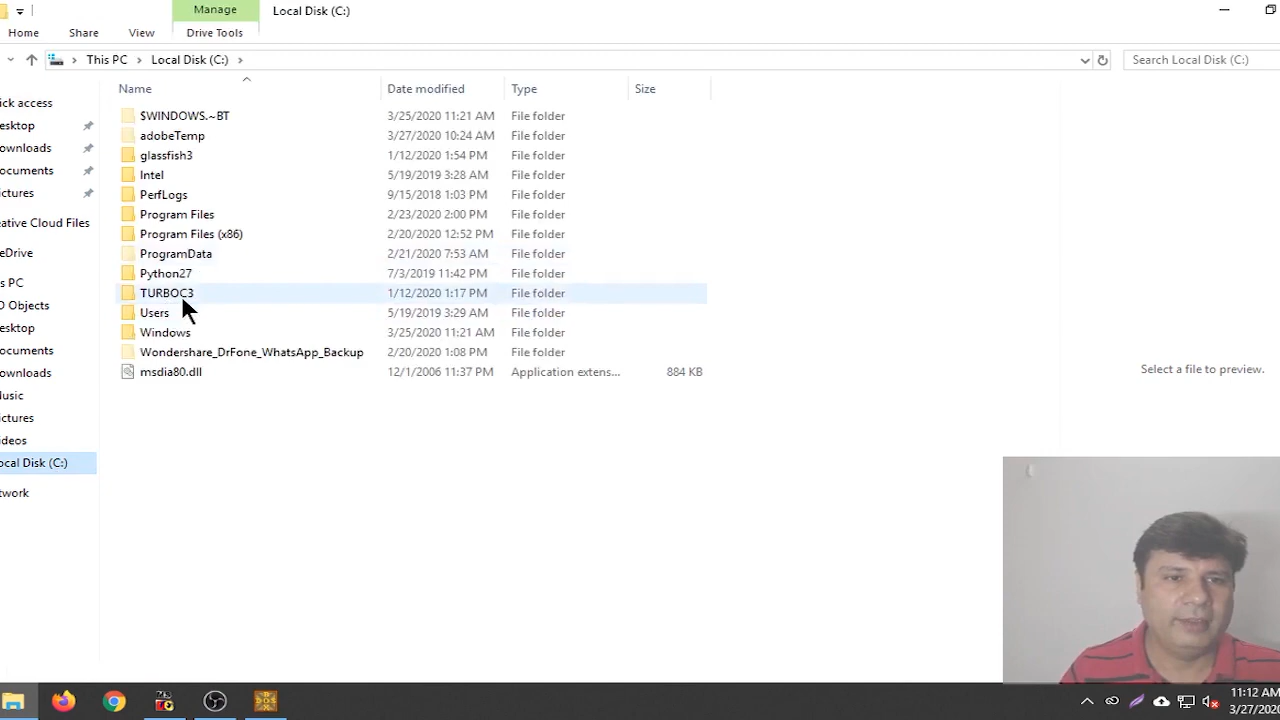 Manage
Local Disk (C:)
Home
Share
View
Drive Tools
This PC
Local Disk (C:)
Search Local Disk (C:)
Name
Date modified
Type
Size
ick access
esktop
ownloads
ocuments
ictures
eative Cloud Files
eDrive
s PC
D Objects
esktop
ocuments
ownloads
usic
ictures
ideos
ocal Disk (C:)
twork
$WINDOWS.~BT 3/25/2020 11:21 AM File folder
adobeTemp 3/27/2020 10:24 AM File folder
glassfish3 1/12/2020 1:54 PM File folder
Intel 5/19/2019 3:28 AM File folder
PerfLogs 9/15/2018 1:03 PM File folder
Program Files 2/23/2020 2:00 PM File folder
Program Files (x86) 2/20/2020 12:52 PM File folder
ProgramData 2/21/2020 7:53 AM File folder
Python27 7/3/2019 11:42 PM File folder
TURBOC3 1/12/2020 1:17 PM File folder
Users 5/19/2019 3:29 AM File folder
Windows 3/25/2020 11:21 AM File folder
Wondershare_DrFone_WhatsApp_Backup 2/20/2020 1:08 PM File folder
msdia80.dll 12/1/2006 11:37 PM Application extens... 884 KB
Select a file to preview.
11:12 AM
3/27/2020